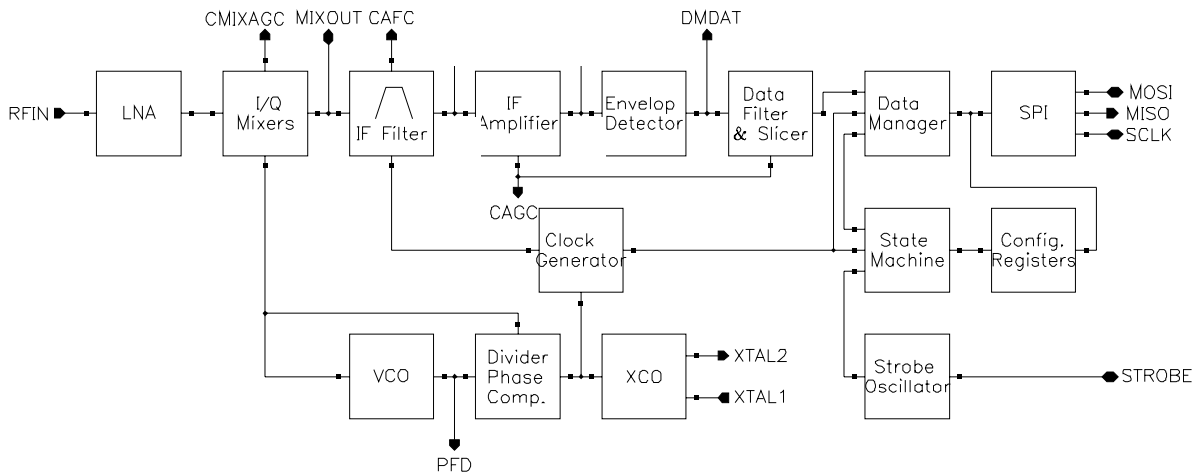 CMIXAGC
MIXOUT
CAFC
DMDAT
RFIN
LNA
I/Q
Mixers
IF Filter
IF
Amplifier
Envelop
Detector
Data
Filter
& Slicer
Data
Manager
SPI
MOSI
MISO
SCLK
CAGC
Clock
Generator
State
Machine
Config.
Registers
VCO
Divider
Phase
Comp.
XCO
XTAL2
XTAL1
Strobe
Oscillator
STROBE
PFD